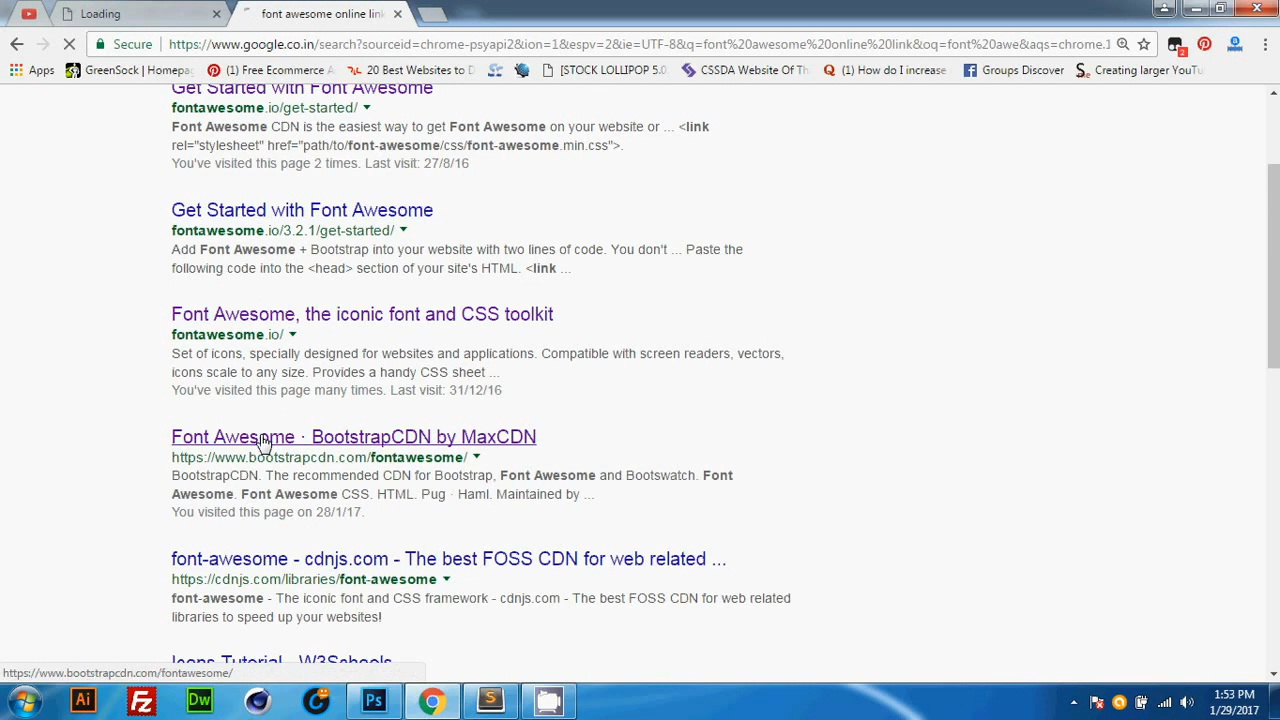 Loading
font awesome online link
Secure
https://www.google.co.in/search?sourceid=chrome-psyapi2&ion=1&espv=2&ie=UTF-8&q=font%20awesome%20online%20link&oq=font%20awe&aqs=chrome.1
2
Apps
GreenSock | Homepag
(1) Free Ecommerce A
20 Best Websites to D
[STOCK LOLLIPOP 5.0.
CSSDA Website Of Th
(1) How do I increase
Groups Discover
Creating larger YouTu
Get Started with Font Awesome
fontawesome.io/get-started/
Font Awesome CDN is the easiest way to get Font Awesome on your website or ... <link
rel="stylesheet" href="path/to/font-awesome/css/font-awesome.min.css">.
You've visited this page 2 times. Last visit: 27/8/16
Get Started with Font Awesome
fontawesome.io/3.2.1/get-started/
Add Font Awesome + Bootstrap into your website with two lines of code. You don't ... Paste the
following code into the <head> section of your site's HTML. <link ...
Font Awesome, the iconic font and CSS toolkit
fontawesome.io/
Set of icons, specially designed for websites and applications. Compatible with screen readers, vectors,
icons scale to any size. Provides a handy CSS sheet ...
You've visited this page many times. Last visit: 31/12/16
Font Awesome · BootstrapCDN by MaxCDN
https://www.bootstrapcdn.com/fontawesome/
BootstrapCDN. The recommended CDN for Bootstrap, Font Awesome and Bootswatch. Font
Awesome. Font Awesome CSS. HTML. Pug · Haml. Maintained by ...
You visited this page on 28/1/17.
font-awesome - cdnjs.com - The best FOSS CDN for web related ...
https://cdnjs.com/libraries/font-awesome
font-awesome - The iconic font and CSS framework - cdnjs.com - The best FOSS CDN for web related
libraries to speed up your websites!
Icons Tutorial - W3Schools
https://www.bootstrapcdn.com/fontawesome/
Ai
Fz
Dw
Ps
S
1:53 PM
1/29/2017